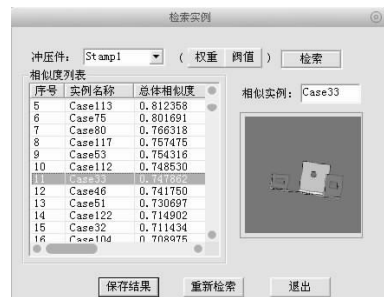 检索实例
冲压件： Stamp1 （ 权重 阈值 ） 检索
相似度列表
相似实例： Case33
序号 实例名称 总体相似度
5 Case113 0.812358
6 Case75 0.801691
7 Case80 0.766318
8 Case117 0.757475
9 Case53 0.754316
10 Case112 0.748530
11 Case33 0.747862
12 Case46 0.741750
13 Case51 0.730697
14 Case122 0.714902
15 Case32 0.711434
16 Case104 0.708975
保存结果 重新检索 退出